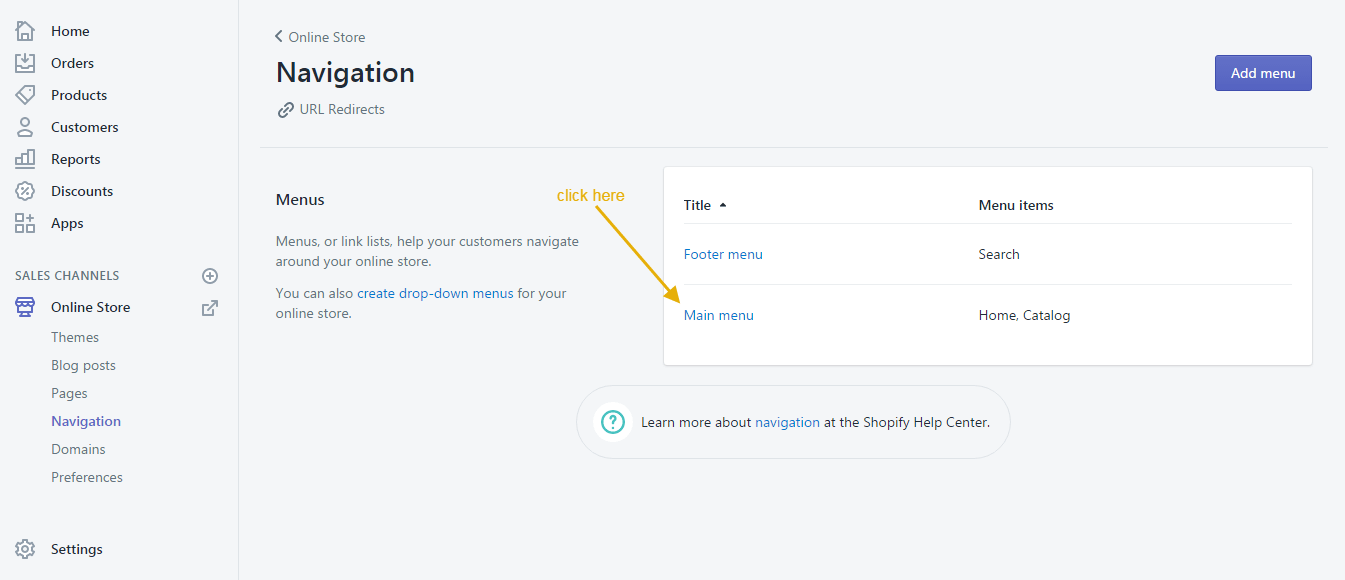 Home
Orders
Products
Customers
Reports
Discounts
Apps
SALES CHANNELS
Online Store
Themes
Blog posts
Pages
Navigation
Domains
Preferences
Settings
Online Store
Navigation
Add menu
URL Redirects
Menus
Menus, or link lists, help your customers navigate
around your online store.
You can also create drop-down menus for your
online store.
click here
Title Menu items
Footer menu Search
Main menu Home, Catalog
Learn more about navigation at the Shopify Help Center.